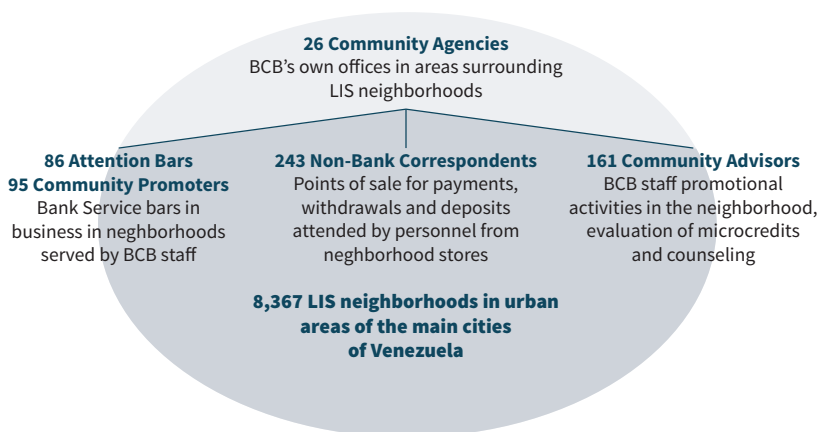 26 Community Agencies
BCB's own offices in areas surrounding
LIS neighborhoods
86 Attention Bars
95 Community Promoters
Bank Service bars in
business in neghborhoods
served by BCB staff
243 Non-Bank Correspondents
Points of sale for payments,
withdrawals and deposits
attended by personnel from
neghborhood stores
161 Community Advisors
BCB staff promotional
activities in the neighborhood,
evaluation of microcredits
and counseling
8,367 LIS neighborhoods in urban
areas of the main cities
of Venezuela